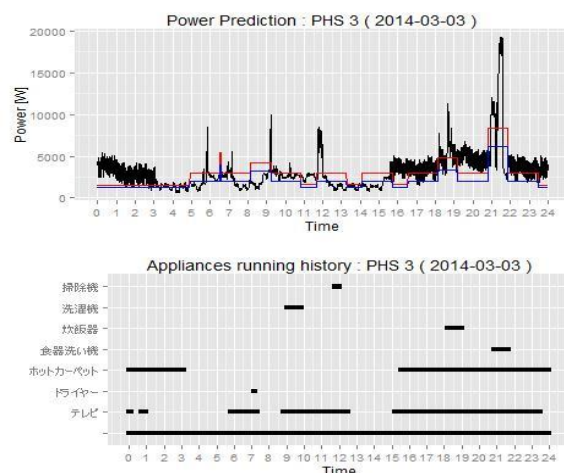 Power Prediction : PHS 3 ( 2014-03-03 )
Power [W]
20000
15000
10000
5000
0
0 1 2 3 4 5 6 7 8 9 10 11 12 13 14 15 16 17 18 19 20 21 22 23 24
Time
Appliances running history : PHS 3 ( 2014-03-03 )
掃除機
洗濯機
炊飯器
食器洗い機
ホットカーペット
ドライヤー
テレビ
0 1 2 3 4 5 6 7 8 9 10 11 12 13 14 15 16 17 18 19 20 21 22 23 24
Time